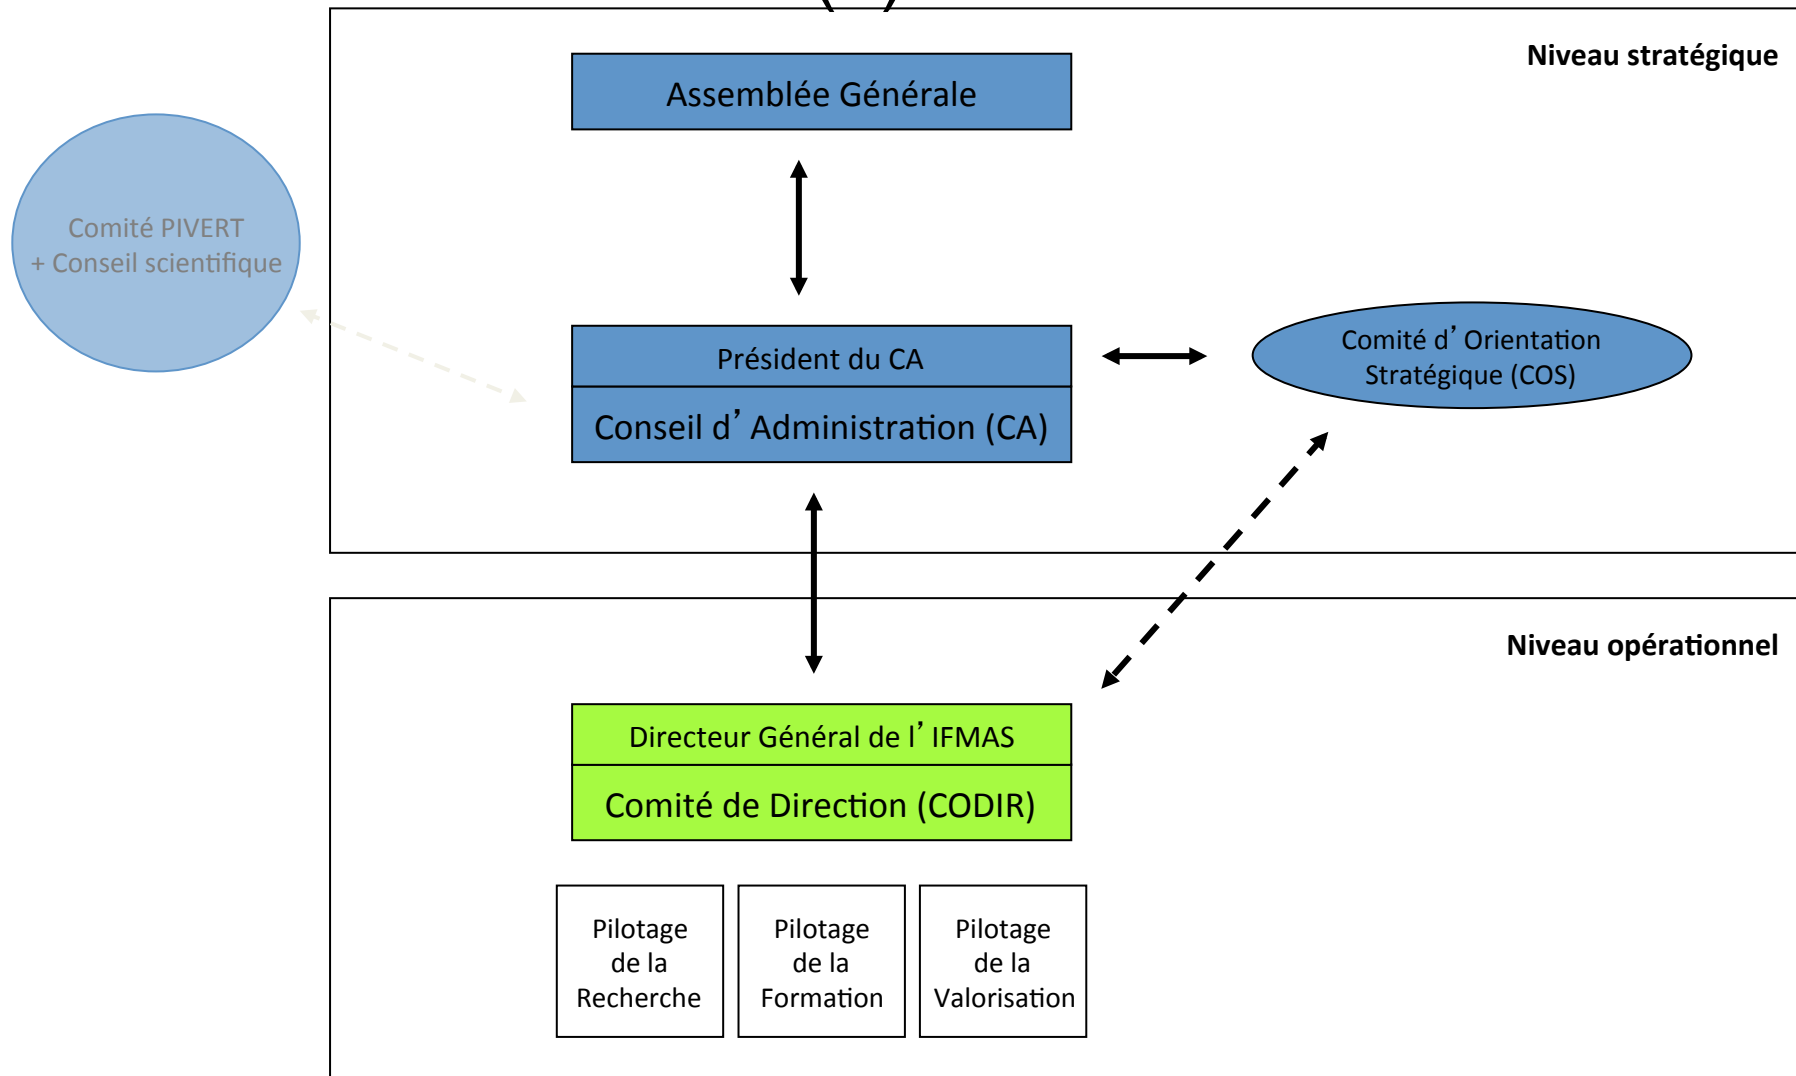 Niveau stratégique
Assemblée Générale
Comité PIVERT
+ Conseil scientifique
Président du CA
Conseil d’ Administration (CA)
Comité d’ Orientation
Stratégique (COS)
Niveau opérationnel
Directeur Général de l’ IFMAS
Comité de Direction (CODIR)
Pilotage
de la
Recherche
Pilotage
de la
Formation
Pilotage
de la
Valorisation